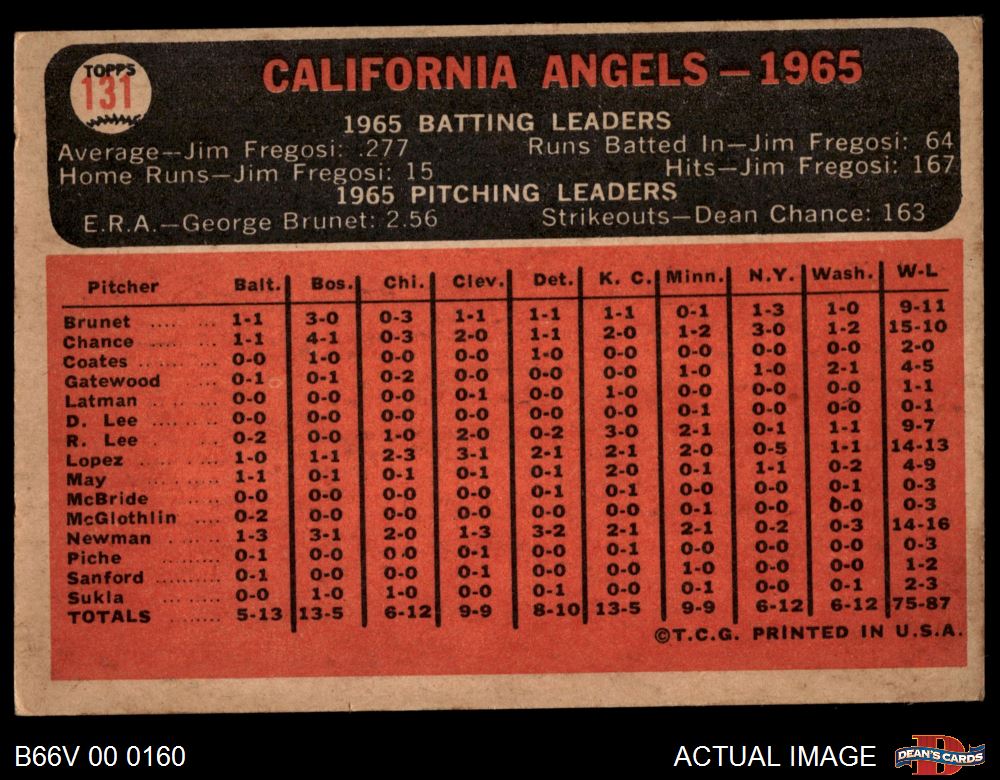 TOPPS
131
CALIFORNIA ANGELS — 1965
1965 BATTING LEADERS
Average—Jim Fregosi: .277 Runs Batted In—Jim Fregosi: 64
Home Runs—Jim Fregosi: 15 Hits—Jim Fregosi: 167
1965 PITCHING LEADERS
E.R.A.—George Brunet: 2.56 Strikeouts—Dean Chance: 163
Pitcher Balt. Bos. Chi. Clev. Det. K. C. Minn. N.Y. Wash. W-L
Brunet .... ... 1-1 3-0 0-3 1-1 1-1 1-1 0-1 1-3 1-0 9-11
Chance .... ... 1-1 4-1 0-3 2-0 1-1 2-0 1-2 3-0 1-2 15-10
Coates .. ..... ... 0-0 1-0 0-0 0-0 1-0 0-0 0-0 0-0 0-0 2-0
Gatewood .... ... 0-1 0-1 0-2 0-0 0-0 0-0 1-0 1-0 2-1 4-5
Latman .... ... 0-0 0-0 0-0 0-1 0-0 1-0 0-0 0-0 0-0 1-1
D. Lee .... ... 0-0 0-0 0-0 0-0 0-0 0-0 0-0 0-1 0-0 0-1
R. Lee .... ... 0-2 0-0 1-0 2-0 0-2 3-0 2-1 0-1 1-1 9-7
Lopez .... ... 1-0 1-1 2-3 3-1 2-1 2-1 2-0 0-5 1-1 14-13
May .... ... 1-1 0-1 0-1 0-1 0-1 2-0 0-1 1-1 0-2 4-9
McBride .... 0-0 0-0 0-0 0-0 0-1 0-1 0-0 0-0 0-1 0-3
McGlothlin .... 0-2 0-0 0-0 0-0 0-0 0-0 0-1 0-0 0-0 0-3
Newman ......... 1-3 3-1 2-0 1-3 3-2 2-1 2-1 0-2 0-3 14-16
Piche ......... 0-1 0-0 0-0 0-1 0-0 0-1 0-0 0-0 0-0 0-3
Sanford ......... 0-1 0-0 0-0 0-1 0-0 0-0 1-0 0-0 0-0 1-2
Sukla ... ...... 0-0 1-0 1-0 0-0 0-1 0-0 0-1 0-0 0-1 2-3
TOTALS ........ 5-13 13-5 6-12 9-9 8-10 13-5 9-9 6-12 6-12 75-87
©T.C.G. PRINTED IN U.S.A.
B66V 00 0160 ACTUAL IMAGE
D
DEAN'S CARDS